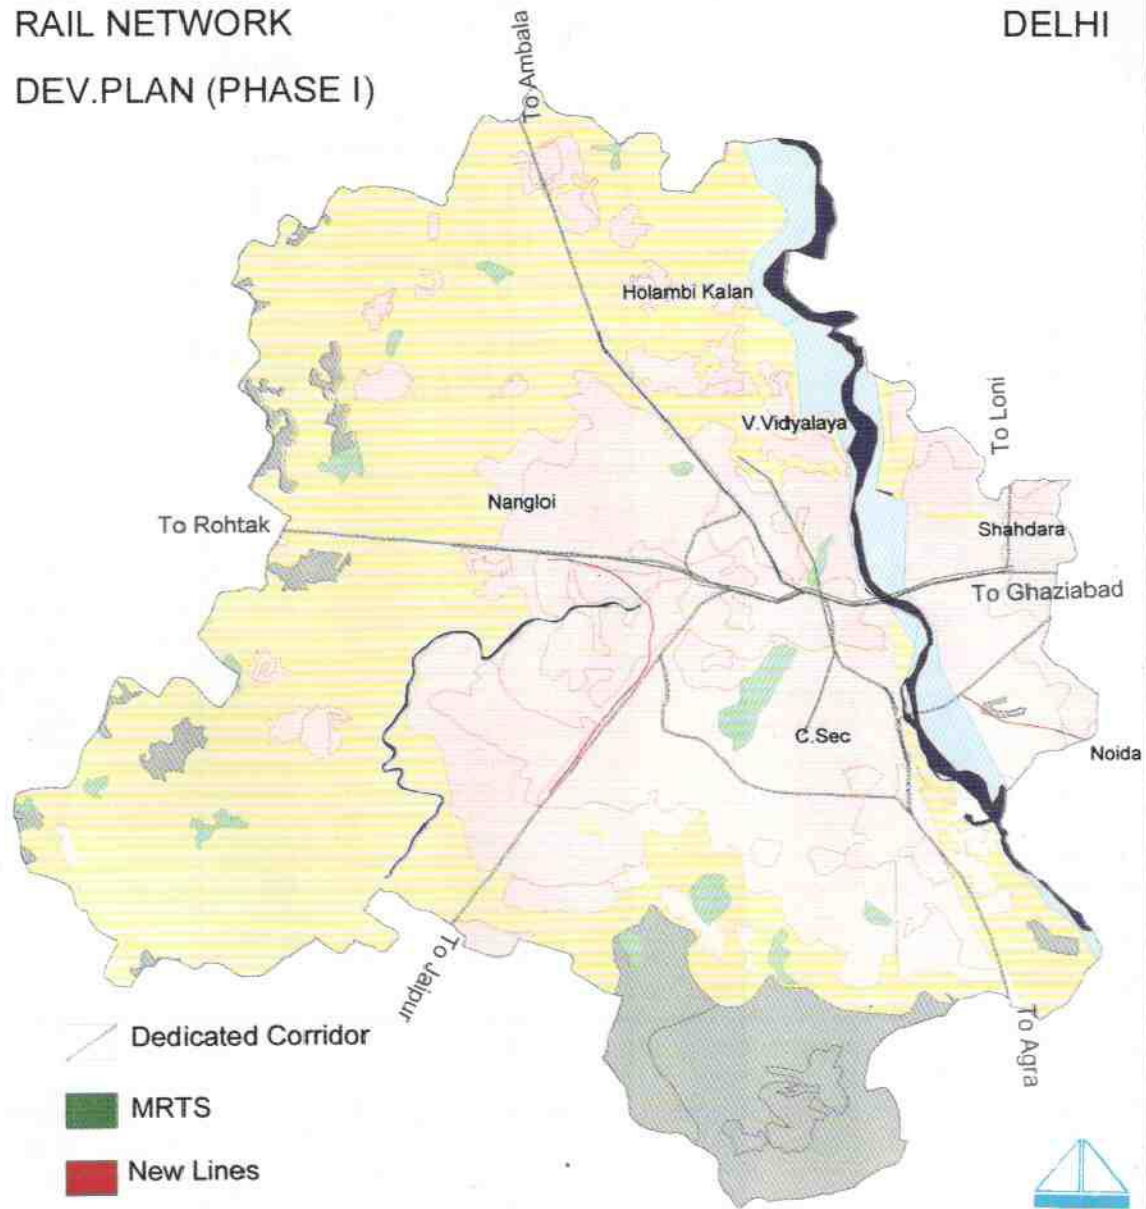 RAIL NETWORK
DELHI
DEV.PLAN (PHASE I)
To Ambala
Holambi Kalan
To Loni
V.Vidyalaya
Nangloi
To Rohtak
Shahdara
To Ghaziabad
C.Sec
Noida
To Jaipur
To Agra
Dedicated Corridor
MRTS
New Lines